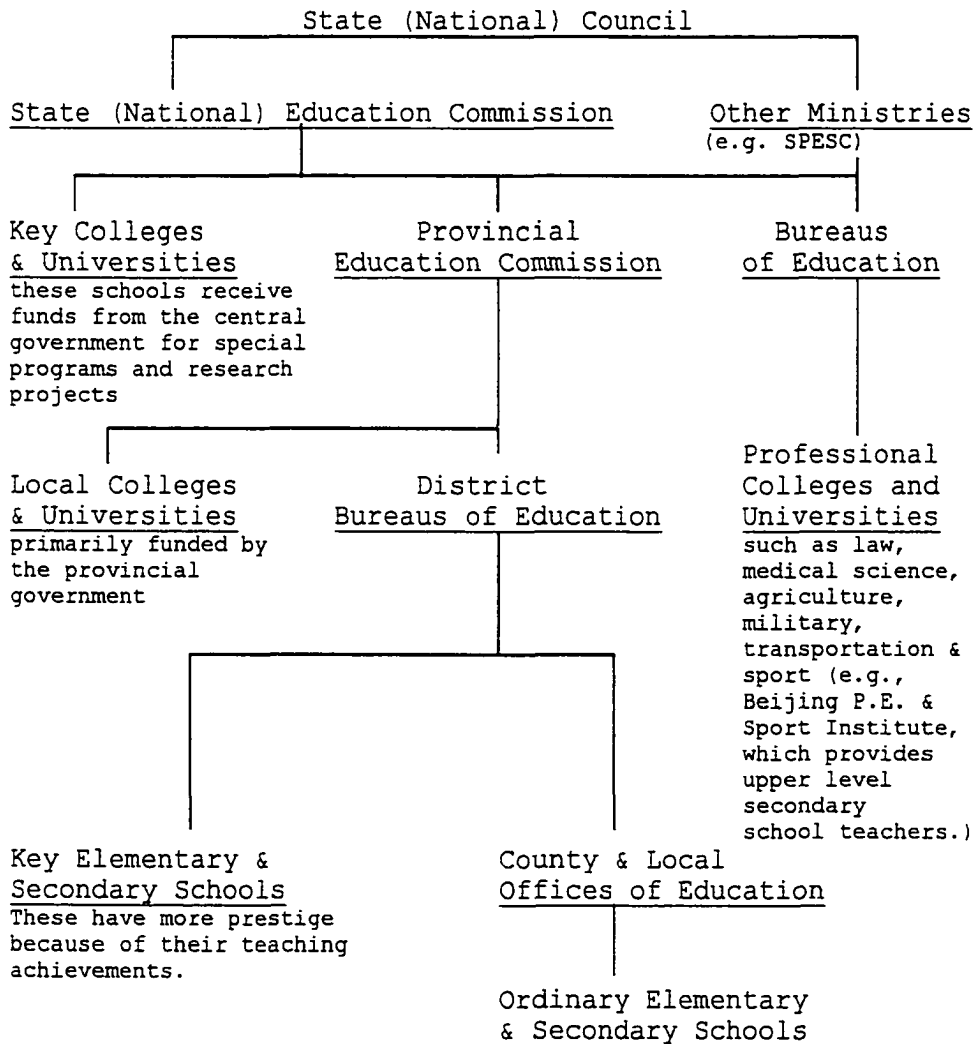 State (National) Council
State (National) Education Commission
Other Ministries
(e.g. SPESC)
Key Colleges
& Universities
these schools receive
funds from the central
government for special
programs and research
projects
Provincial
Education Commission
Bureaus
of Education
Local Colleges
& Universities
primarily funded by
the provincial
government
District
Bureaus of Education
Professional
Colleges and
Universities
such as law,
medical science,
agriculture,
military,
transportation &
sport (e.g.,
Beijing P.E. &
Sport Institute,
which provides
upper level
secondary
school teachers.)
Key Elementary &
Secondary Schools
These have more prestige
because of their teaching
achievements.
County & Local
Offices of Education
Ordinary Elementary
& Secondary Schools